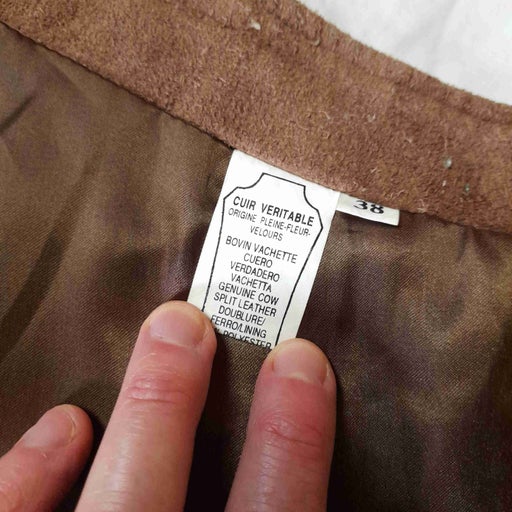 CUIR VERITABLE
ORIGINE PLEINE-FLEUR-
VELOURS
BOVIN VACHETTE
CUERO
VERDADERO
VACHETTA
GENUINE COW
SPLIT LEATHER
DOUBLURE/
FERRO/LINING
POLYESTER
38